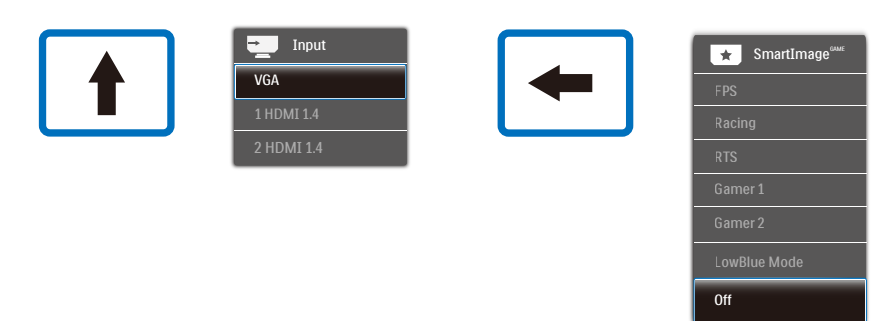 Input
VGA
1 HDMI 1.4
2 HDMI 1.4
SmartImage GAME
FPS
Racing
RTS
Gamer 1
Gamer 2
LowBlue Mode
Off